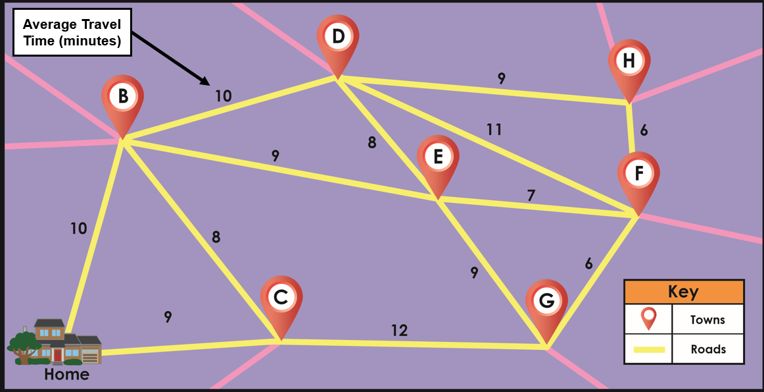 Average Travel
Time (minutes)
D
H
B
10
9
11
6
8
E
F
9
7
10
8
9
6
C
G
9
12
Home
Key
Towns
Roads